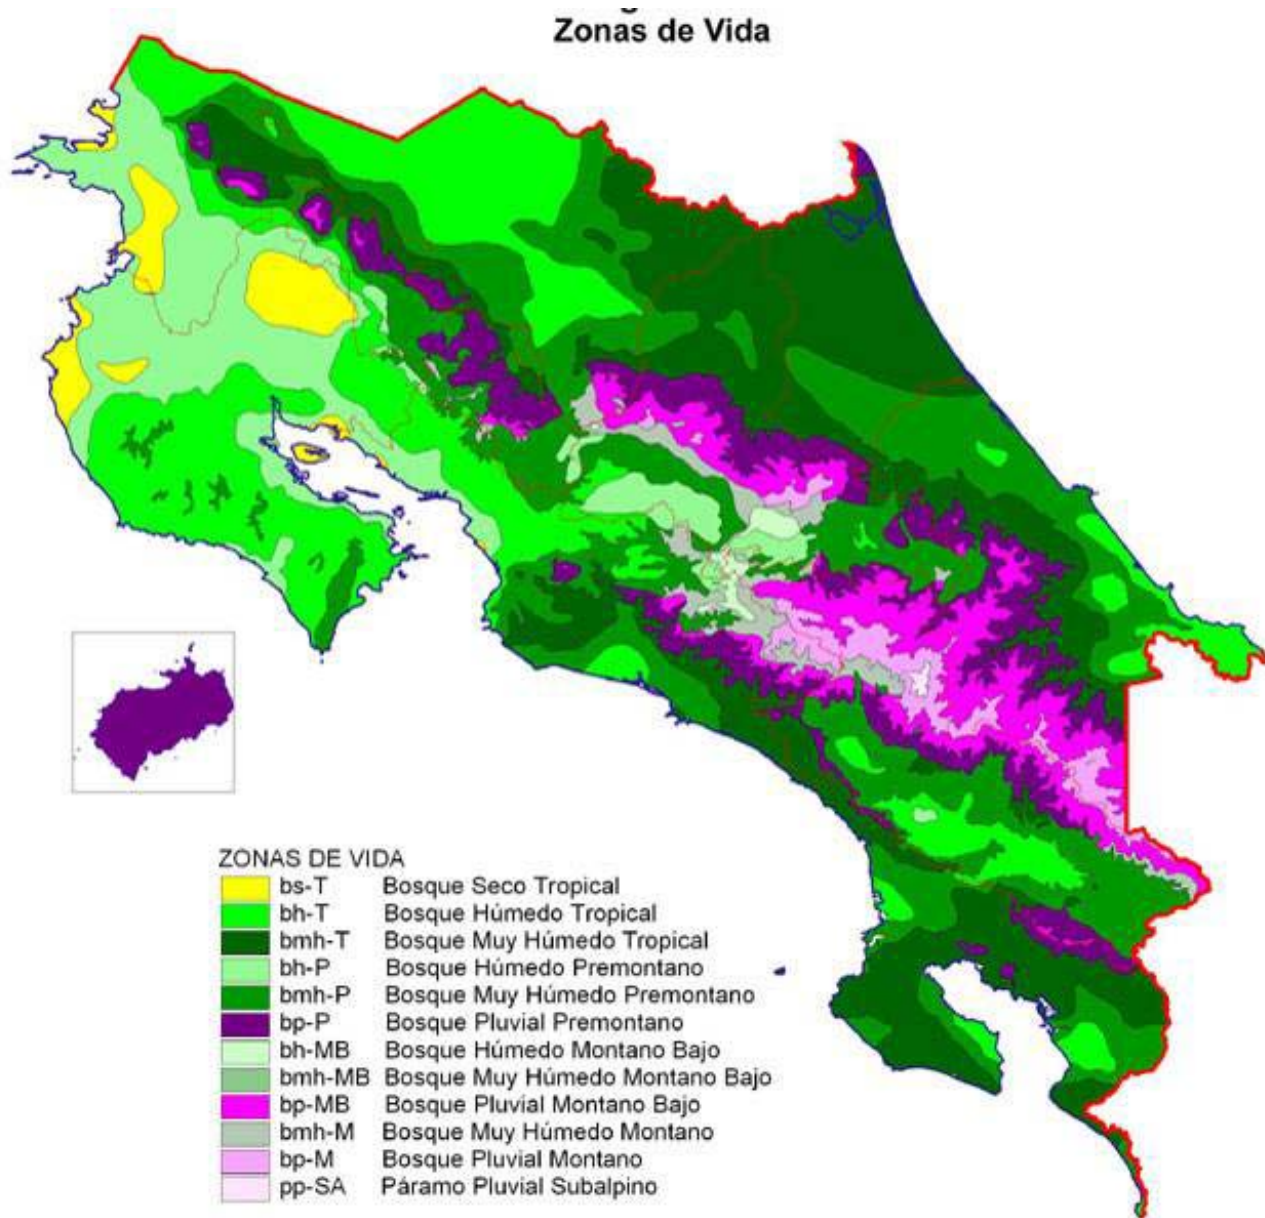 Zonas de Vida
ZONAS DE VIDA
bs-T Bosque Seco Tropical
bh-T Bosque Húmedo Tropical
bmh-T Bosque Muy Húmedo Tropical
bh-P Bosque Húmedo Premontano
bmh-P Bosque Muy Húmedo Premontano
bp-P Bosque Pluvial Premontano
bh-MB Bosque Húmedo Montano Bajo
bmh-MB Bosque Muy Húmedo Montano Bajo
bp-MB Bosque Pluvial Montano Bajo
bmh-M Bosque Muy Húmedo Montano
bp-M Bosque Pluvial Montano
pp-SA Páramo Pluvial Subalpino